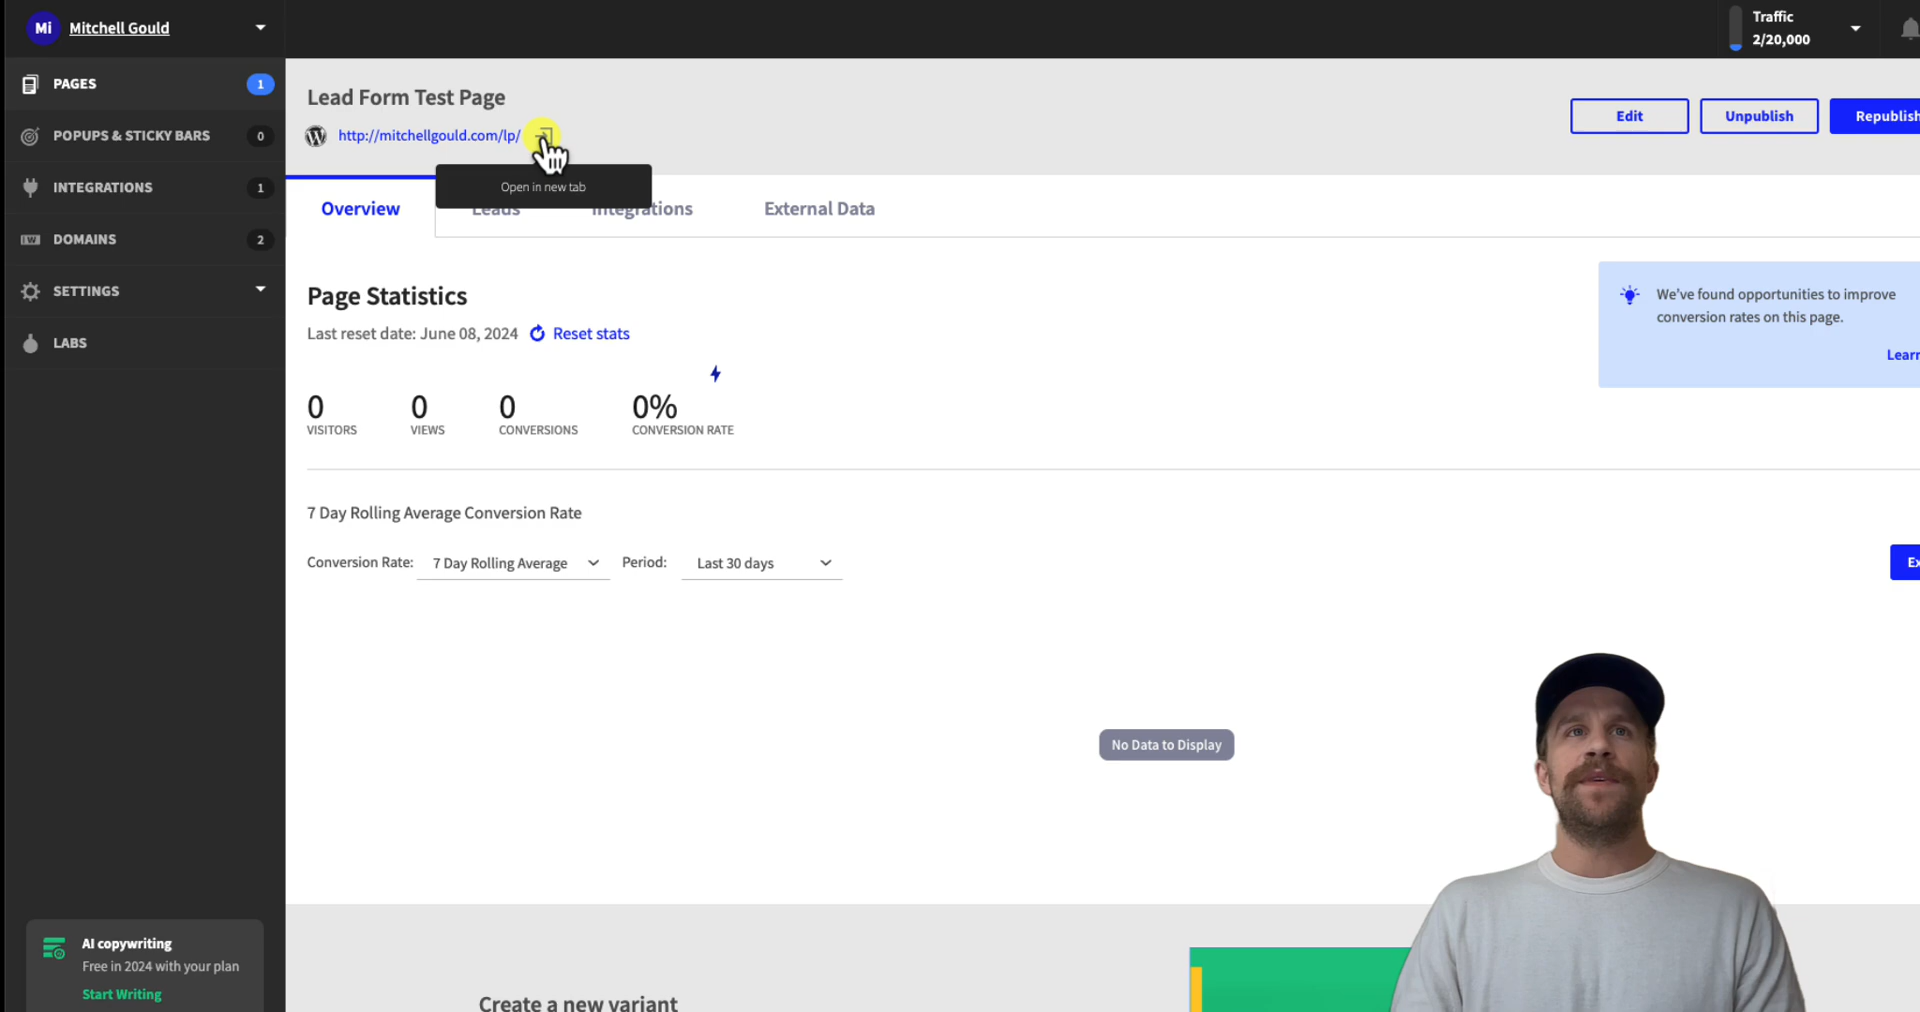 Mi Mitchell Gould
Traffic
2/20,000
PAGES 1
POPUPS & STICKY BARS 0
INTEGRATIONS 1
DOMAINS 2
SETTINGS
LABS
AI copywriting
Free in 2024 with your plan
Start Writing
Lead Form Test Page
http://mitchellgould.com/lp/
Edit
Unpublish
Republish
Open in new tab
Overview
Leads
Integrations
External Data
Page Statistics
Last reset date: June 08, 2024 Reset stats
0
VISITORS
0
VIEWS
0
CONVERSIONS
0%
CONVERSION RATE
We've found opportunities to improve
conversion rates on this page.
Learn
7 Day Rolling Average Conversion Rate
Conversion Rate: 7 Day Rolling Average Period: Last 30 days
Ex
No Data to Display
Create a new variant